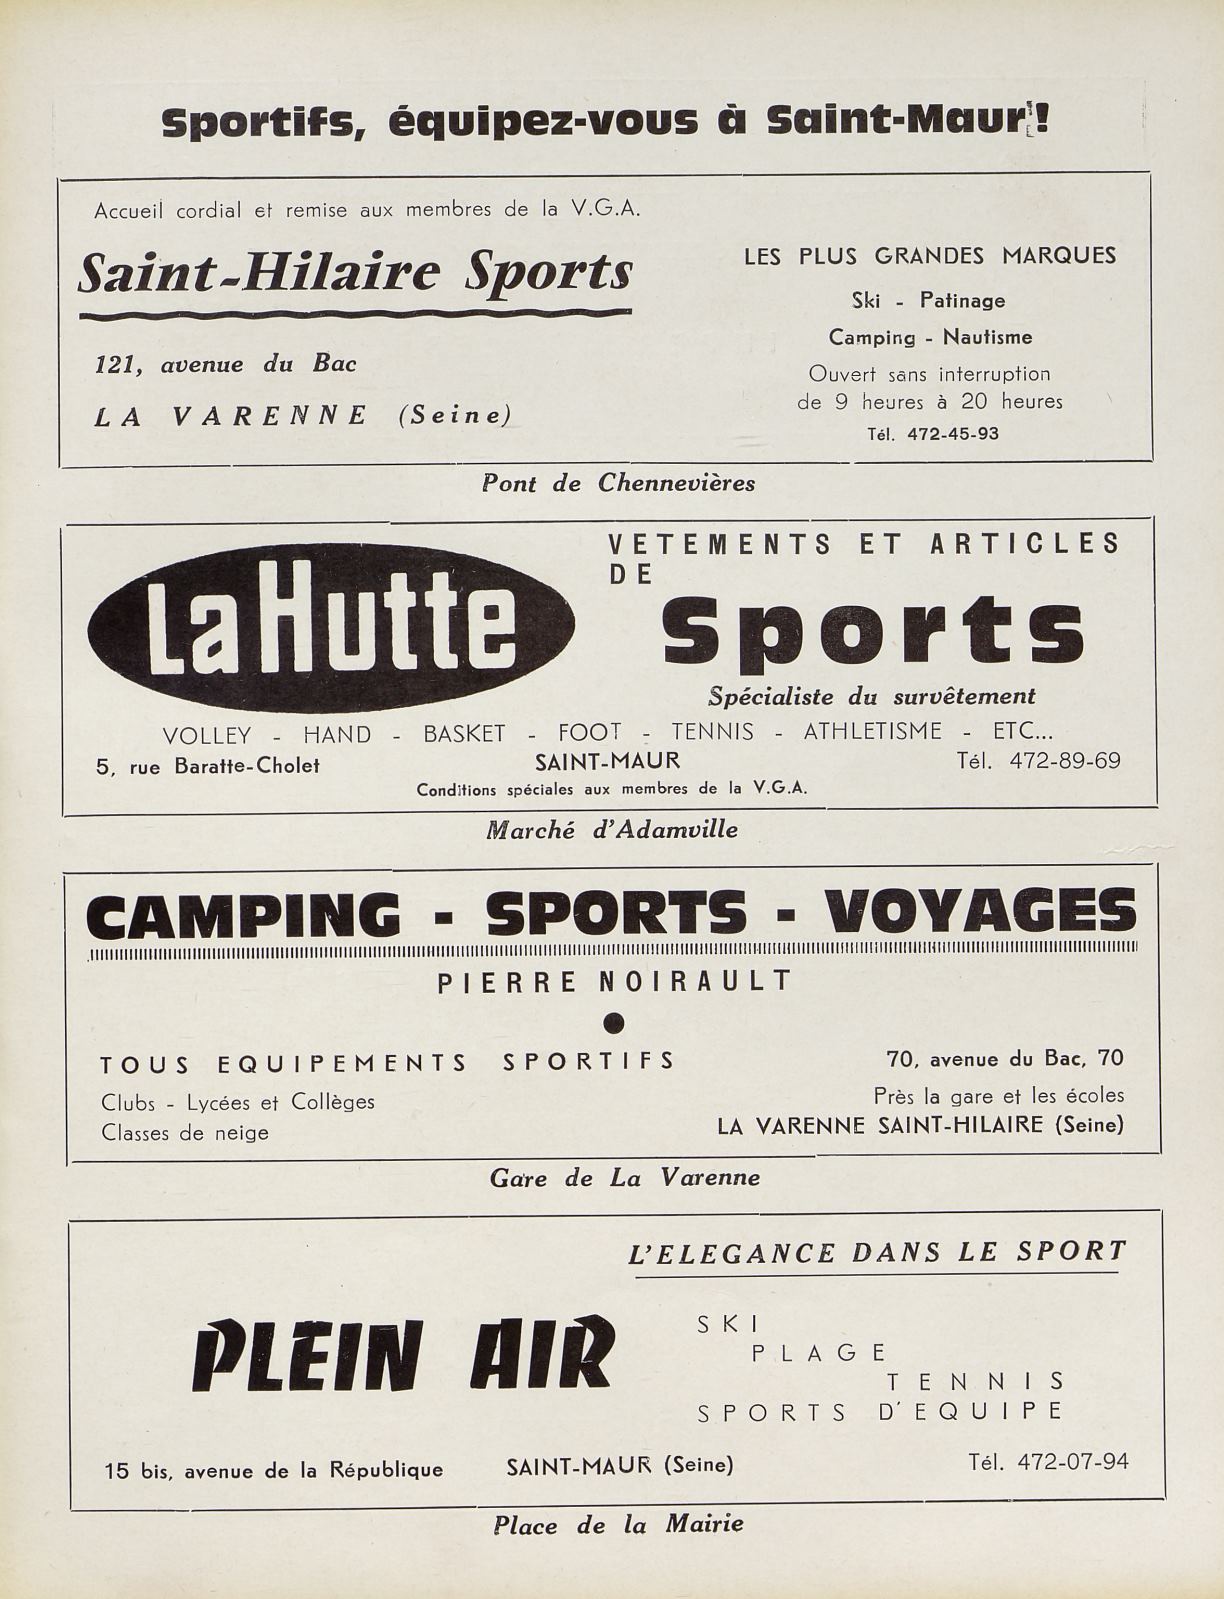 Sportifs, équipez-vous à Saint-Maur !
Accueil cordial et remise aux membres de la V.G.A.
Saint-Hilaire Sports
121, avenue du Bac
LA VARENNE (Seine)
LES PLUS GRANDES MARQUES
Ski - Patinage
Camping - Nautisme
Ouvert sans interruption
de 9 heures à 20 heures
Tél. 472-45-93
Pont de Chennevières
La Hutte
VETEMENTS ET ARTICLES
DE
Sports
Spécialiste du survêtement
VOLLEY - HAND - BASKET - FOOT - TENNIS - ATHLETISME - ETC...
5, rue Baratte-Cholet SAINT-MAUR Tél. 472-89-69
Conditions spéciales aux membres de la V.G.A.
Marché d'Adamville
CAMPING - SPORTS - VOYAGES
PIERRE NOIRAULT
TOUS EQUIPEMENTS SPORTIFS
Clubs - Lycées et Collèges
Classes de neige
70, avenue du Bac, 70
Près la gare et les écoles
LA VARENNE SAINT-HILAIRE (Seine)
Gare de La Varenne
L'ELEGANCE DANS LE SPORT
PLEIN AIR
SKI
PLAGE
TENNIS
SPORTS D'EQUIPE
15 bis, avenue de la République SAINT-MAUR (Seine) Tél. 472-07-94
Place de la Mairie